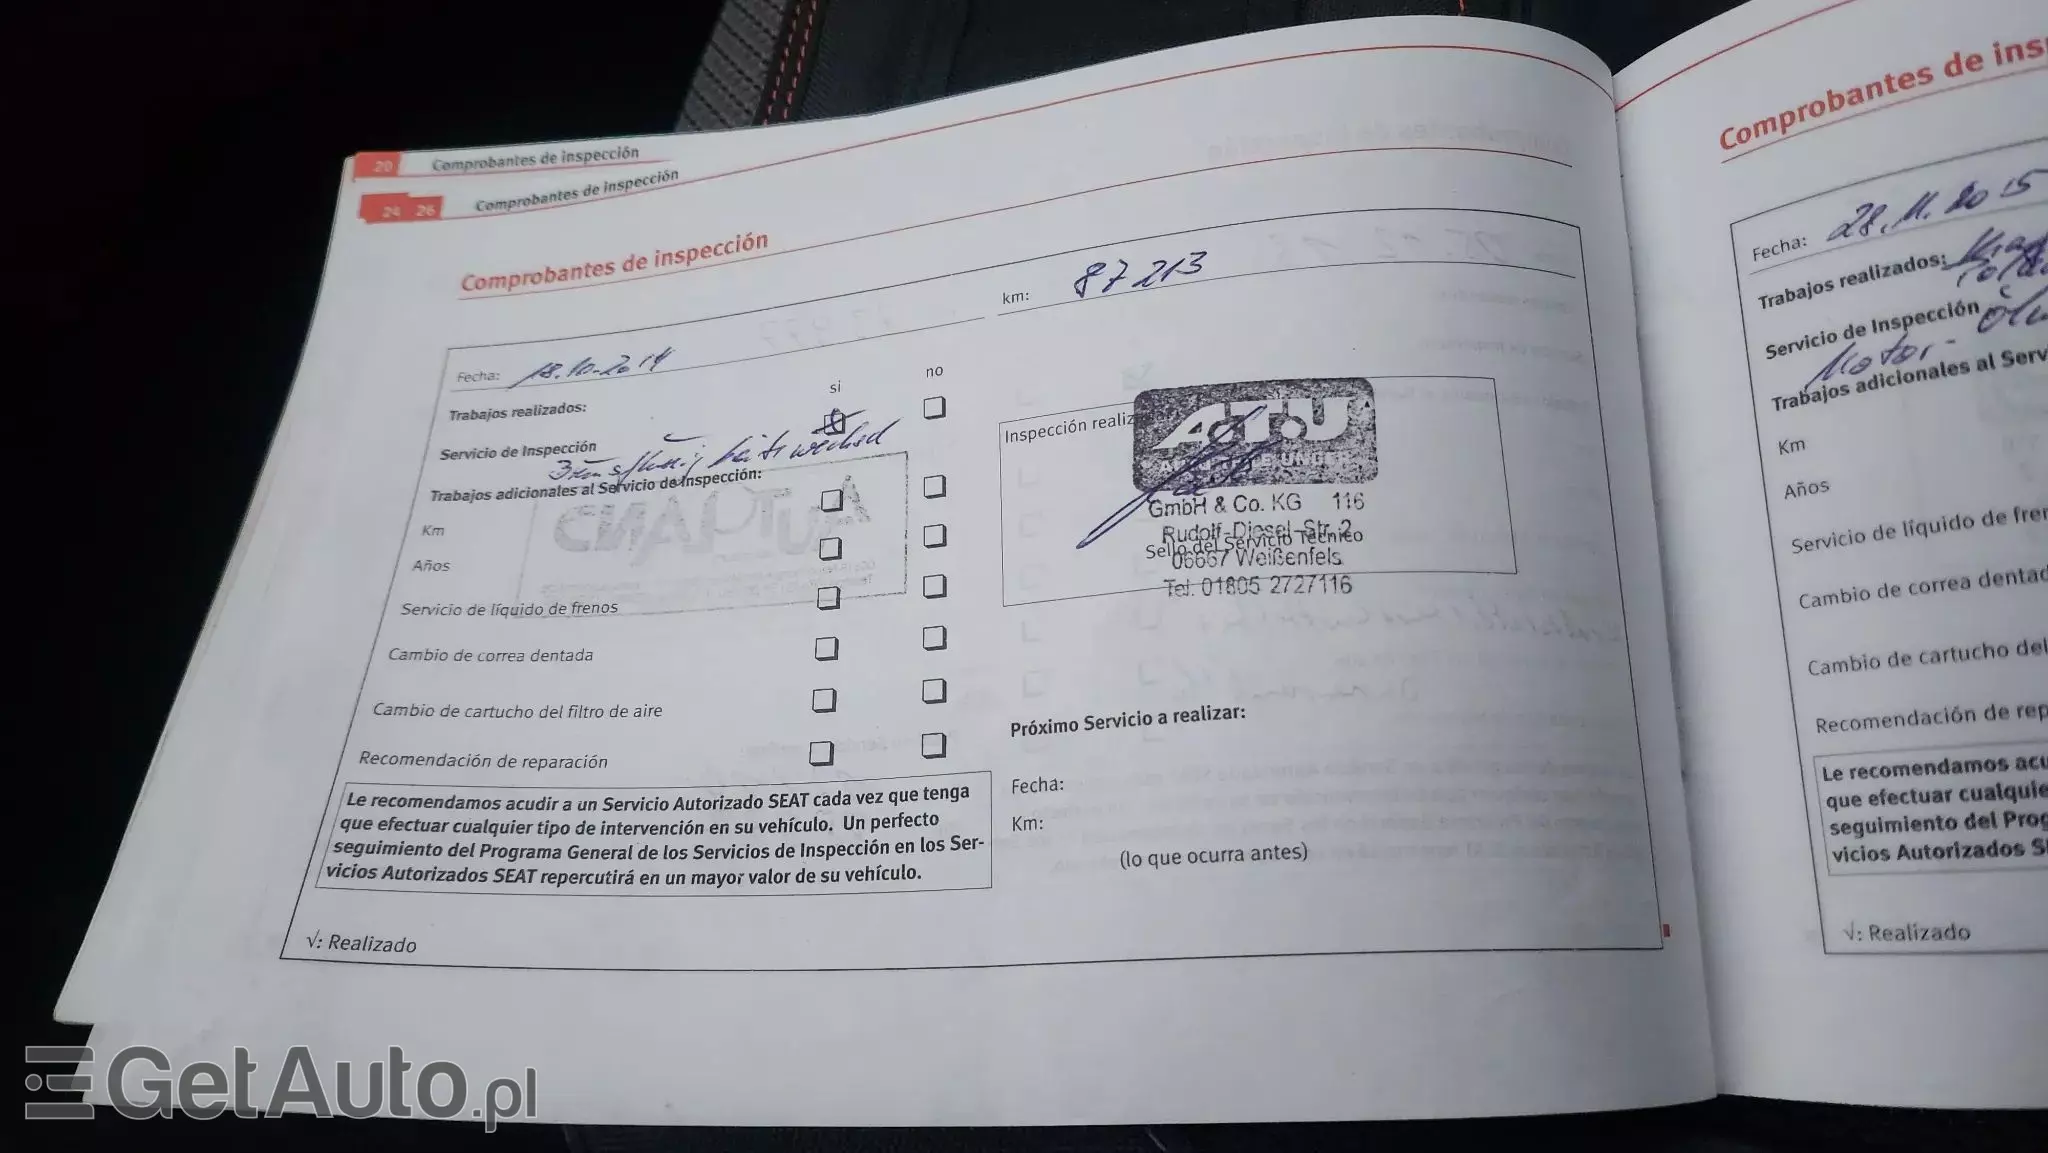 20 Comprobantes de inspección
24 26 Comprobantes de inspección
Comprobantes de inspección
Fecha: 18.10.2014
km: 87213
si no
Trabajos realizados:
Servicio de Inspección
Bremsflüssigkeitswechsel
Trabajos adicionales al Servicio de Inspección:
Km
Años
Servicio de líquido de frenos
Cambio de correa dentada
Cambio de cartucho del filtro de aire
Recomendación de reparación
Le recomendamos acudir a un Servicio Autorizado SEAT cada vez que tenga
que efectuar cualquier tipo de intervención en su vehículo. Un perfecto
seguimiento del Programa General de los Servicios de Inspección en los Ser-
vicios Autorizados SEAT repercutirá en un mayor valor de su vehículo.
√: Realizado
Inspección realiz
A.T.U
GmbH & Co. KG 116
Rudolf-Diesel-Str. 2
Sello del Servicio Técnico
06667 Weißenfels
Tel. 01805 2727116
Próximo Servicio a realizar:
Fecha:
Km:
(lo que ocurra antes)
Comprobantes de ins
Fecha: 28.11.2015
Trabajos realizados:
Servicio de Inspección
Motor-
Trabajos adicionales al Serv
Km
Años
Servicio de líquido de fren
Cambio de correa dentad
Cambio de cartucho del
Recomendación de rep
Le recomendamos acu
que efectuar cualquie
seguimiento del Prog
vicios Autorizados S
√: Realizado
GetAuto.pl